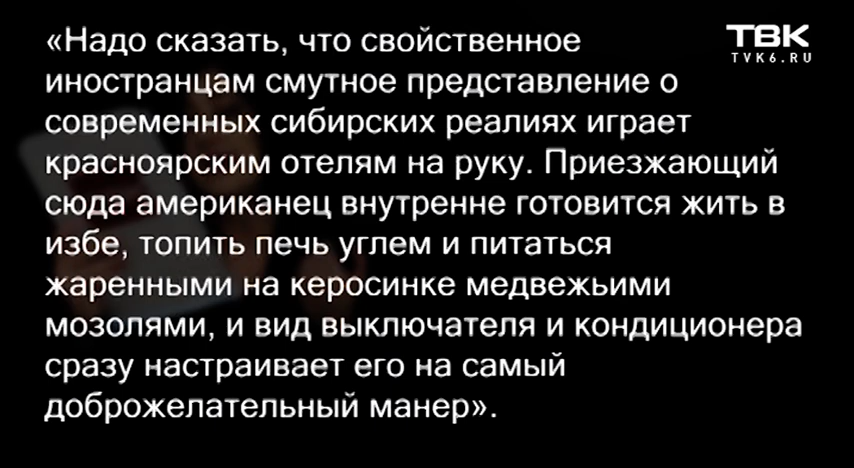 ТВК
TVK6.RU
«Надо сказать, что свойственное
иностранцам смутное представление о
современных сибирских реалиях играет
красноярским отелям на руку. Приезжающий
сюда американец внутренне готовится жить в
избе, топить печь углем и питаться
жаренными на керосинке медвежьими
мозолями, и вид выключателя и кондиционера
сразу настраивает его на самый
доброжелательный манер».